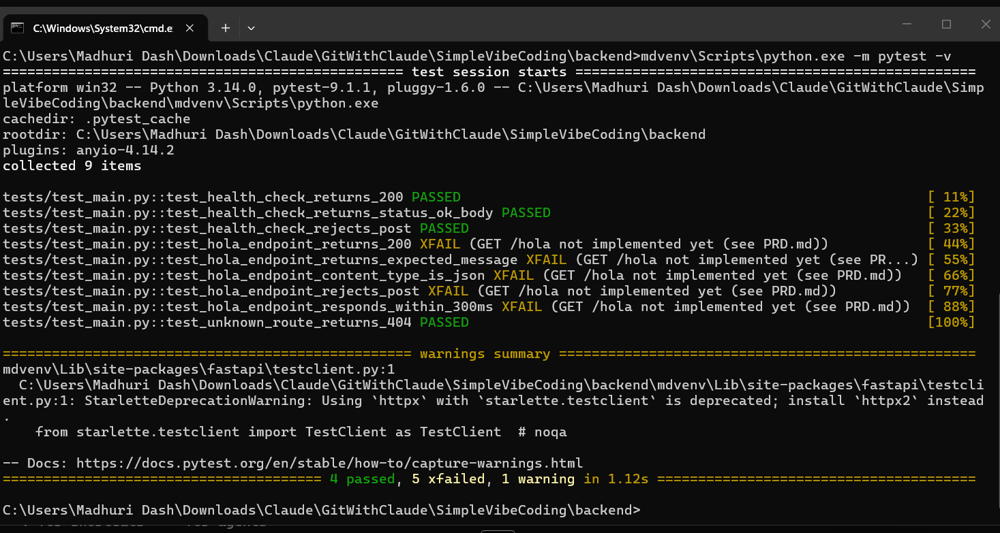 C:\Windows\System32\cmd.e
C:\Users\Madhuri Dash\Downloads\Claude\GitWithClaude\SimpleVibeCoding\backend>mdvenv\Scripts\python.exe -m pytest -v
================================================= test session starts =================================================
platform win32 -- Python 3.14.0, pytest-9.1.1, pluggy-1.6.0 -- C:\Users\Madhuri Dash\Downloads\Claude\GitWithClaude\Simp
leVibeCoding\backend\mdvenv\Scripts\python.exe
cachedir: .pytest_cache
rootdir: C:\Users\Madhuri Dash\Downloads\Claude\GitWithClaude\SimpleVibeCoding\backend
plugins: anyio-4.14.2
collected 9 items
tests/test_main.py::test_health_check_returns_200 PASSED [ 11%]
tests/test_main.py::test_health_check_returns_status_ok_body PASSED [ 22%]
tests/test_main.py::test_health_check_rejects_post PASSED [ 33%]
tests/test_main.py::test_hola_endpoint_returns_200 XFAIL (GET /hola not implemented yet (see PRD.md)) [ 44%]
tests/test_main.py::test_hola_endpoint_returns_expected_message XFAIL (GET /hola not implemented yet (see PR...) [ 55%]
tests/test_main.py::test_hola_endpoint_content_type_is_json XFAIL (GET /hola not implemented yet (see PRD.md)) [ 66%]
tests/test_main.py::test_hola_endpoint_rejects_post XFAIL (GET /hola not implemented yet (see PRD.md)) [ 77%]
tests/test_main.py::test_hola_endpoint_responds_within_300ms XFAIL (GET /hola not implemented yet (see PRD.md)) [ 88%]
tests/test_main.py::test_unknown_route_returns_404 PASSED [100%]
================================================== warnings summary ===================================================
mdvenv\Lib\site-packages\fastapi\testclient.py:1
C:\Users\Madhuri Dash\Downloads\Claude\GitWithClaude\SimpleVibeCoding\backend\mdvenv\Lib\site-packages\fastapi\testcli
ent.py:1: StarletteDeprecationWarning: Using `httpx` with `starlette.testclient` is deprecated; install `httpx2` instead
.
from starlette.testclient import TestClient as TestClient # noqa
-- Docs: https://docs.pytest.org/en/stable/how-to/capture-warnings.html
======================================= 4 passed, 5 xfailed, 1 warning in 1.12s =======================================
C:\Users\Madhuri Dash\Downloads\Claude\GitWithClaude\SimpleVibeCoding\backend>